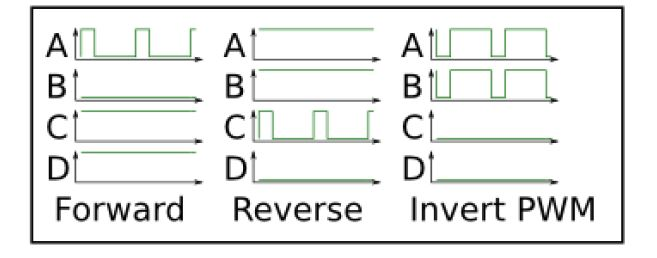 A A A
B B B
C C C
D D D
Forward Reverse Invert PWM